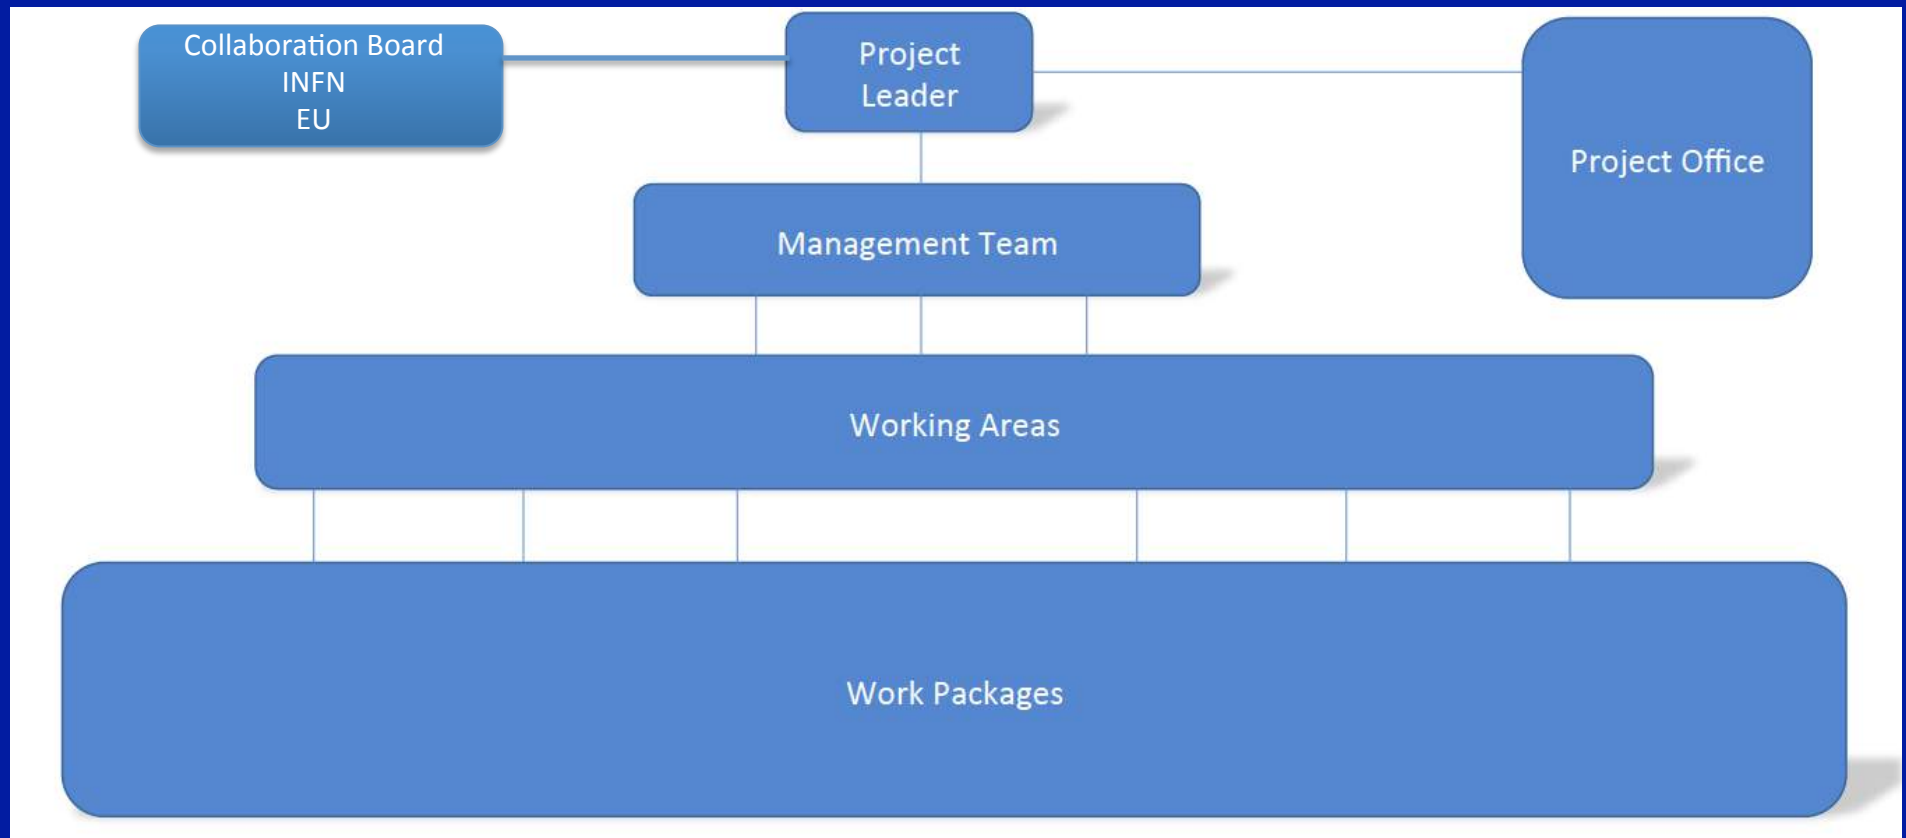 Collaboration Board
INFN
EU
Project
Leader
Project Office
Management Team
Working Areas
Work Packages